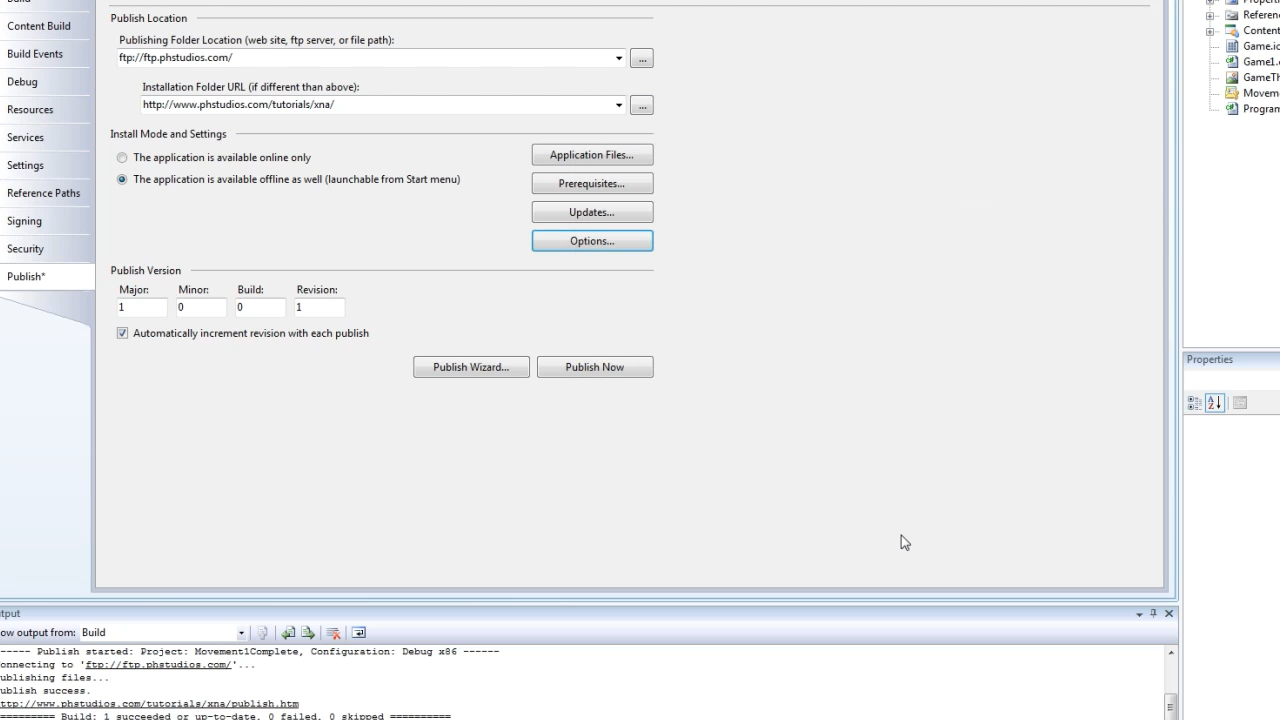 Build
Content Build
Build Events
Debug
Resources
Services
Settings
Reference Paths
Signing
Security
Publish*
Publish Location
Publishing Folder Location (web site, ftp server, or file path):
ftp://ftp.phstudios.com/
...
Installation Folder URL (if different than above):
http://www.phstudios.com/tutorials/xna/
...
Install Mode and Settings
The application is available online only
The application is available offline as well (launchable from Start menu)
Application Files...
Prerequisites...
Updates...
Options...
Publish Version
Major: Minor: Build: Revision:
1 0 0 1
Automatically increment revision with each publish
Publish Wizard... Publish Now
Propertie
Referenc
Content
Game.ic
Game1.c
GameTh
Movem
Program
Properties
utput
ow output from: Build
----- Publish started: Project: Movement1Complete, Configuration: Debug x86 ------
onnecting to 'ftp://ftp.phstudios.com/'...
ublishing files...
ublish success.
ttp://www.phstudios.com/tutorials/xna/publish.htm
========= Build: 1 succeeded or up-to-date, 0 failed, 0 skipped ==========